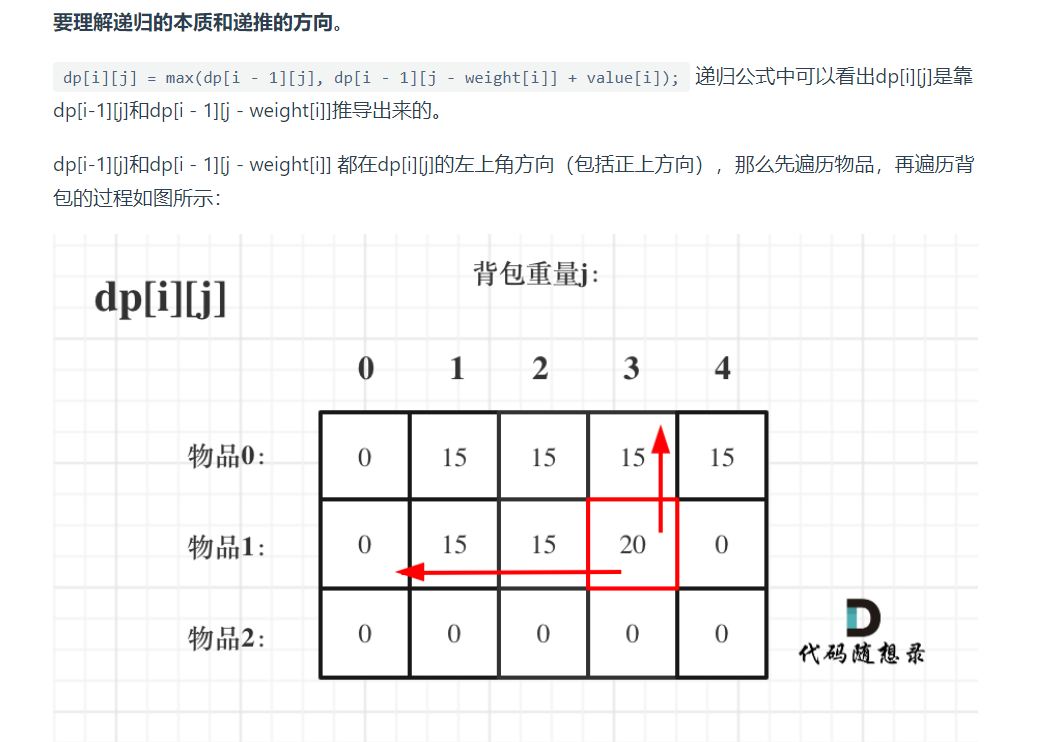 要理解递归的本质和递推的方向。
dp[i][j] = max(dp[i - 1][j], dp[i - 1][j - weight[i]] + value[i]); 递归公式中可以看出dp[i][j]是靠
dp[i-1][j]和dp[i - 1][j - weight[i]]推导出来的。
dp[i-1][j]和dp[i - 1][j - weight[i]] 都在dp[i][j]的左上角方向（包括正上方向），那么先遍历物品，再遍历背
包的过程如图所示：
背包重量j:
dp[i][j]
0 1 2 3 4
物品0: 0 15 15 15 15
物品1: 0 15 15 20 0
物品2: 0 0 0 0 0
代码随想录